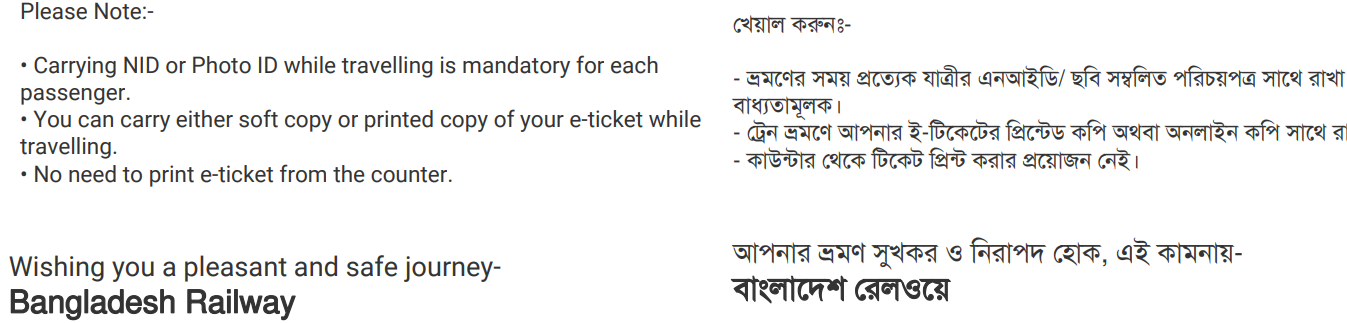 Please Note:-
• Carrying NID or Photo ID while travelling is mandatory for each
passenger.
• You can carry either soft copy or printed copy of your e-ticket while
travelling.
• No need to print e-ticket from the counter.
Wishing you a pleasant and safe journey-
Bangladesh Railway
খেয়াল করুনঃ-
- ভ্রমণের সময় প্রত্যেক যাত্রীর এনআইডি/ ছবি সম্বলিত পরিচয়পত্র সাথে রাখা
বাধ্যতামূলক।
- ট্রেন ভ্রমণে আপনার ই-টিকেটের প্রিন্টেড কপি অথবা অনলাইন কপি সাথে
- কাউন্টার থেকে টিকেট প্রিন্ট করার প্রয়োজন নেই।
আপনার ভ্রমণ সুখকর ও নিরাপদ হোক, এই কামনায়-
বাংলাদেশ রেলওয়ে